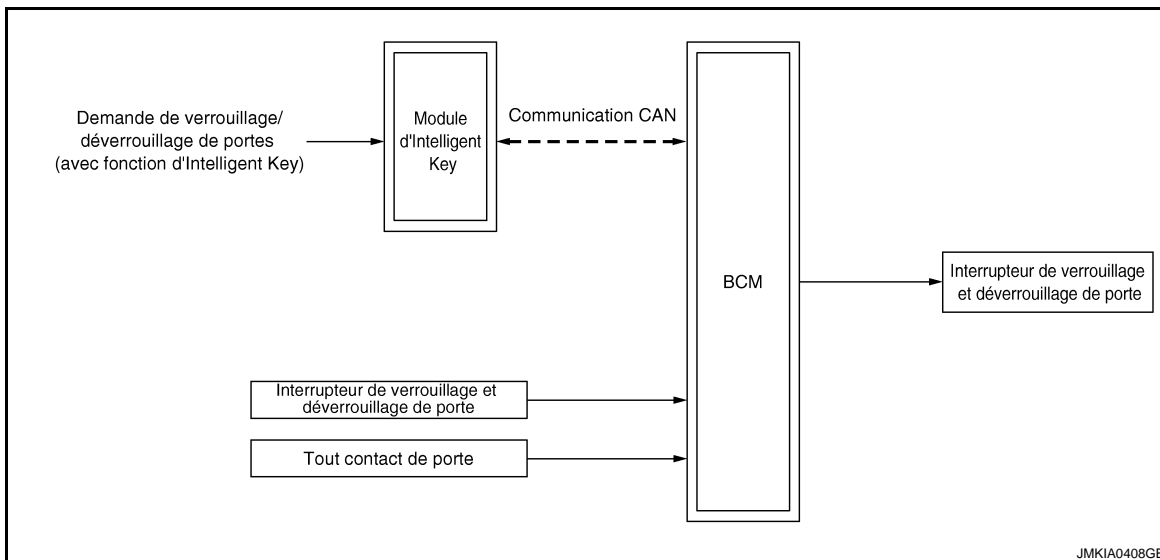 Demande de verrouillage/
déverrouillage de portes
(avec fonction d'Intelligent Key)
Module
d'Intelligent
Key
Communication CAN
BCM
Interrupteur de verrouillage
et déverrouillage de porte
Interrupteur de verrouillage et
déverrouillage de porte
Tout contact de porte
JMKIA0408GB